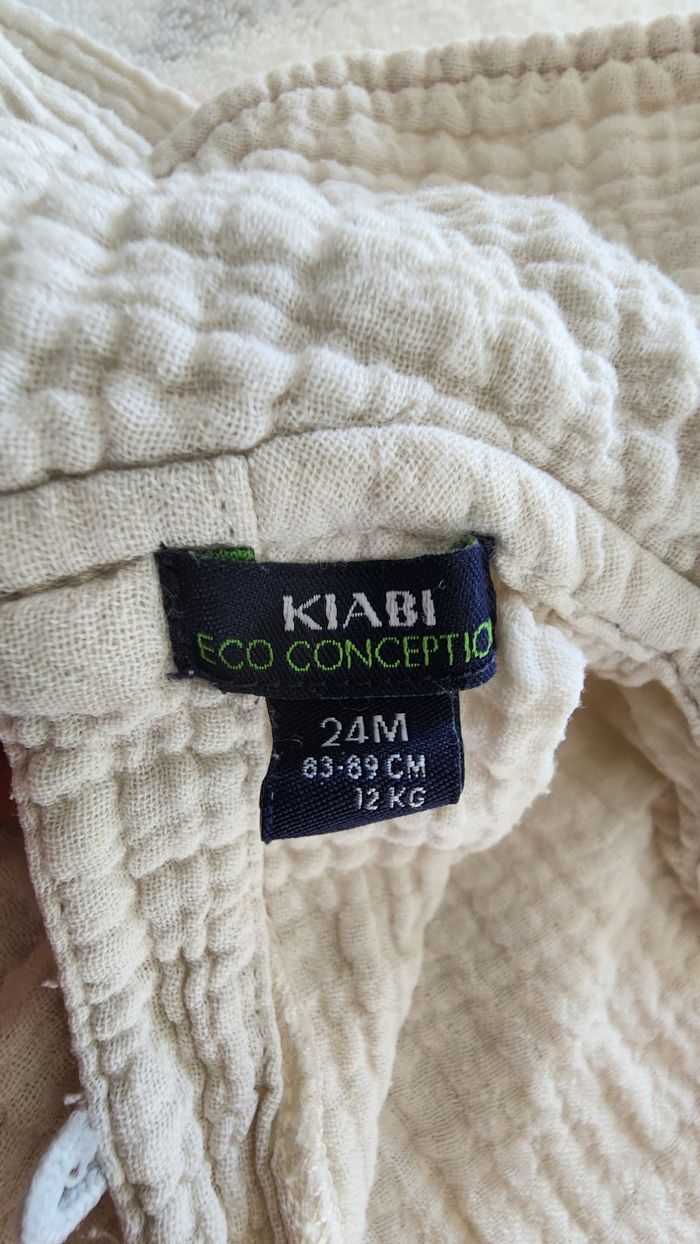 KIABI
ECO CONCEPTIO
24M
83-89 CM
12 KG